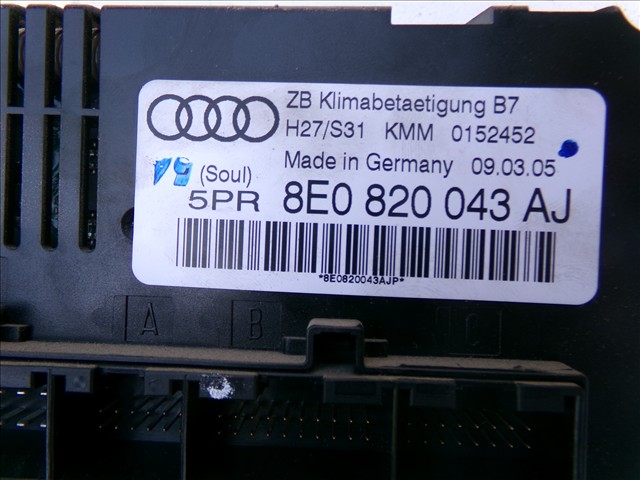 ZB Klimabetaetigung B7
H27/S31 KMM 0152452
Made in Germany 09.03.05
(Soul)
5PR 8E0 820 043 AJ
*8E0820043AJP*
A B C